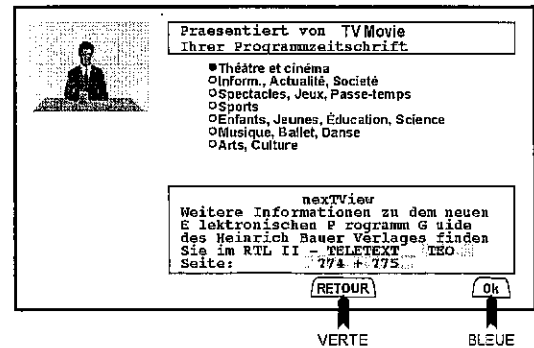 Praesentiert von TV Movie
Ihrer Programmzeitschrift
Théâtre et cinéma
Inform., Actualité, Societé
Spectacles, Jeux, Passe-temps
Sports
Enfants, Jeunes, Éducation, Science
Musique, Ballet, Danse
Arts, Culture
nexTView
Weitere Informationen zu dem neuen
E lektronischen P rogramm G uide
des Heinrich Bauer Verlages finden
Sie im RTL II - TELETEXT TEO
Seite: 774 + 775
RETOUR Ok
VERTE BLEUE